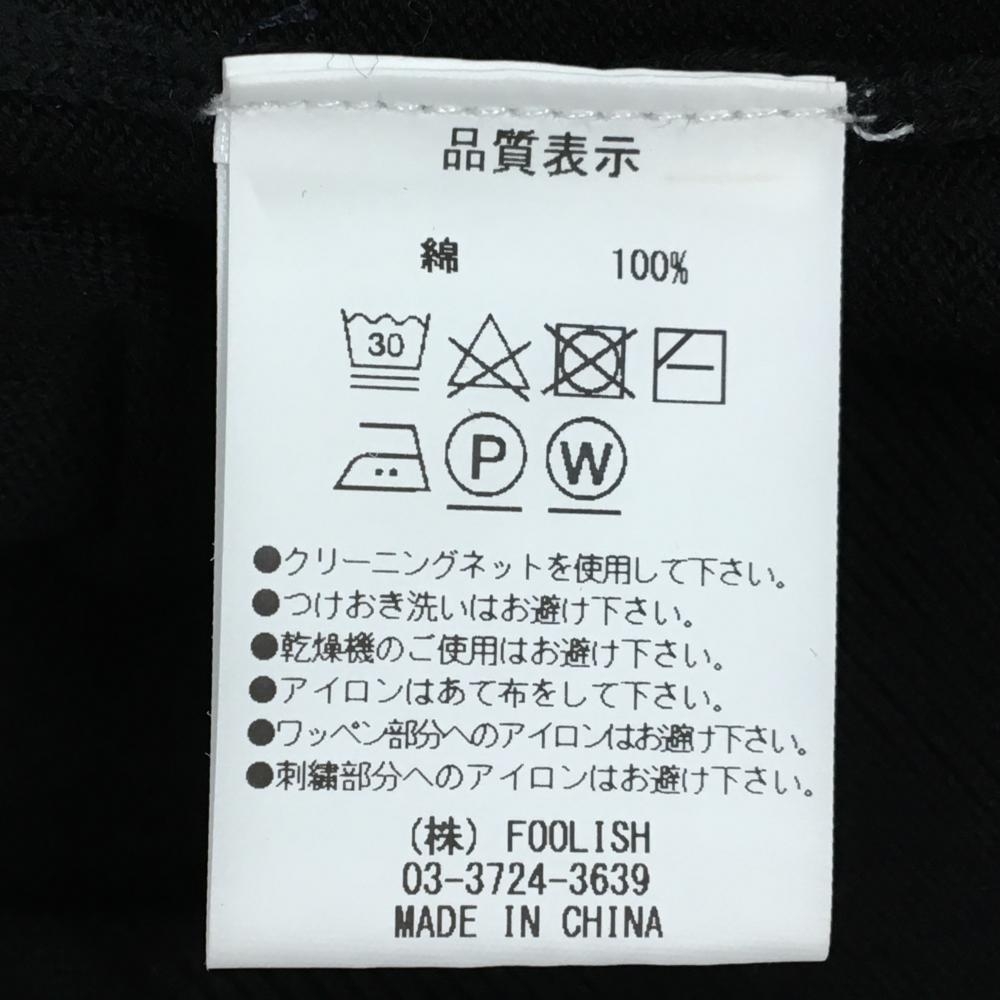 品質表示
綿 100%
30
P W
●クリーニングネットを使用して下さい。
●つけおき洗いはお避け下さい。
●乾燥機のご使用はお避け下さい。
●アイロンはあて布をして下さい。
●ワッペン部分へのアイロンはお避け下さい。
●刺繍部分へのアイロンはお避け下さい。
(株) FOOLISH
03-3724-3639
MADE IN CHINA